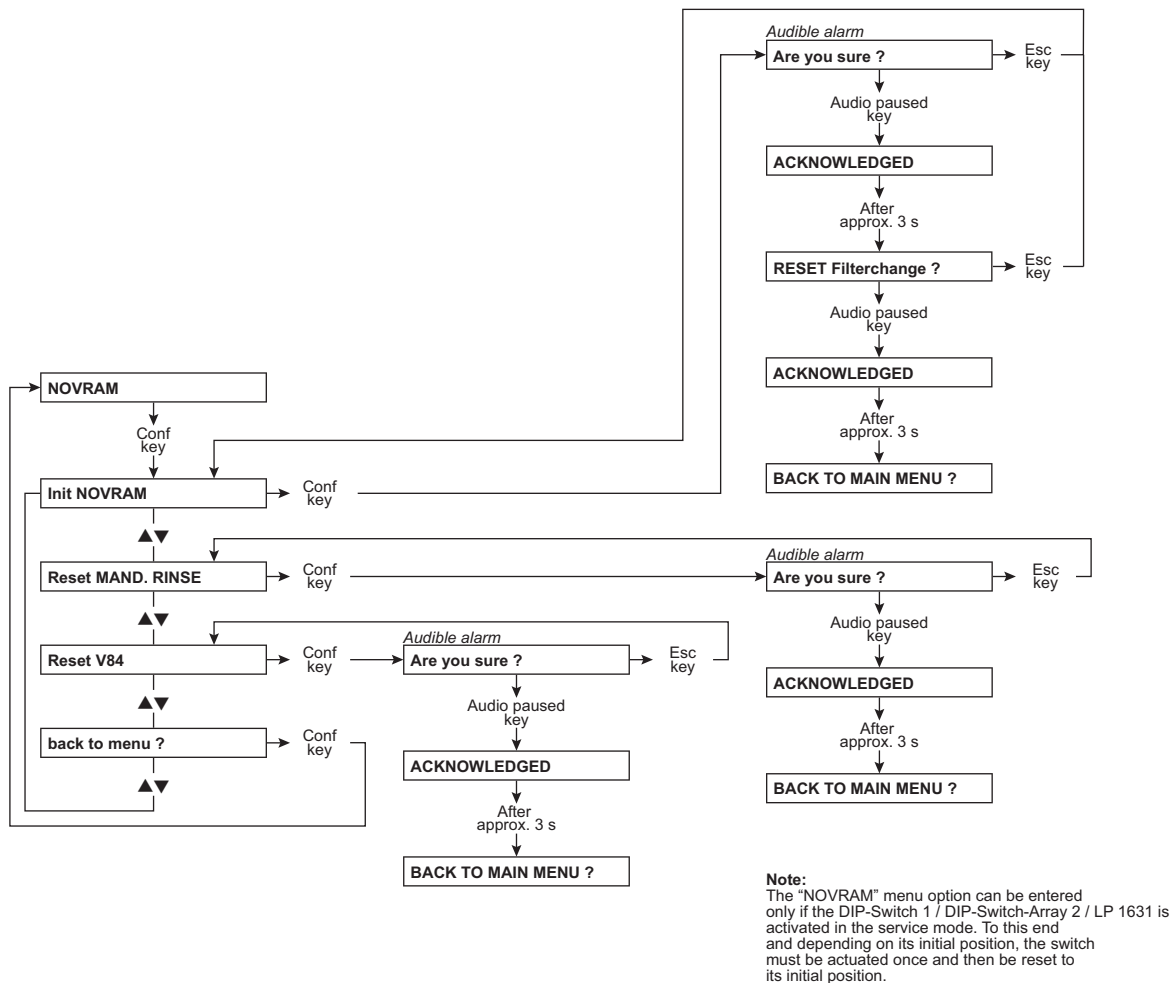 Audible alarm
Are you sure ?
Esc
key
Audio paused
key
ACKNOWLEDGED
After
approx. 3 s
RESET Filterchange ?
Esc
key
Audio paused
key
ACKNOWLEDGED
After
approx. 3 s
BACK TO MAIN MENU ?
NOVRAM
Conf
key
Init NOVRAM
Conf
key
▲▼
Reset MAND. RINSE
Conf
key
Audible alarm
Are you sure ?
Esc
key
Audio paused
key
ACKNOWLEDGED
After
approx. 3 s
BACK TO MAIN MENU ?
▲▼
Reset V84
Conf
key
Audible alarm
Are you sure ?
Esc
key
Audio paused
key
ACKNOWLEDGED
After
approx. 3 s
BACK TO MAIN MENU ?
▲▼
back to menu ?
Conf
key
▲▼
Note:
The “NOVRAM” menu option can be entered
only if the DIP-Switch 1 / DIP-Switch-Array 2 / LP 1631 is
activated in the service mode. To this end
and depending on its initial position, the switch
must be actuated once and then be reset to
its initial position.